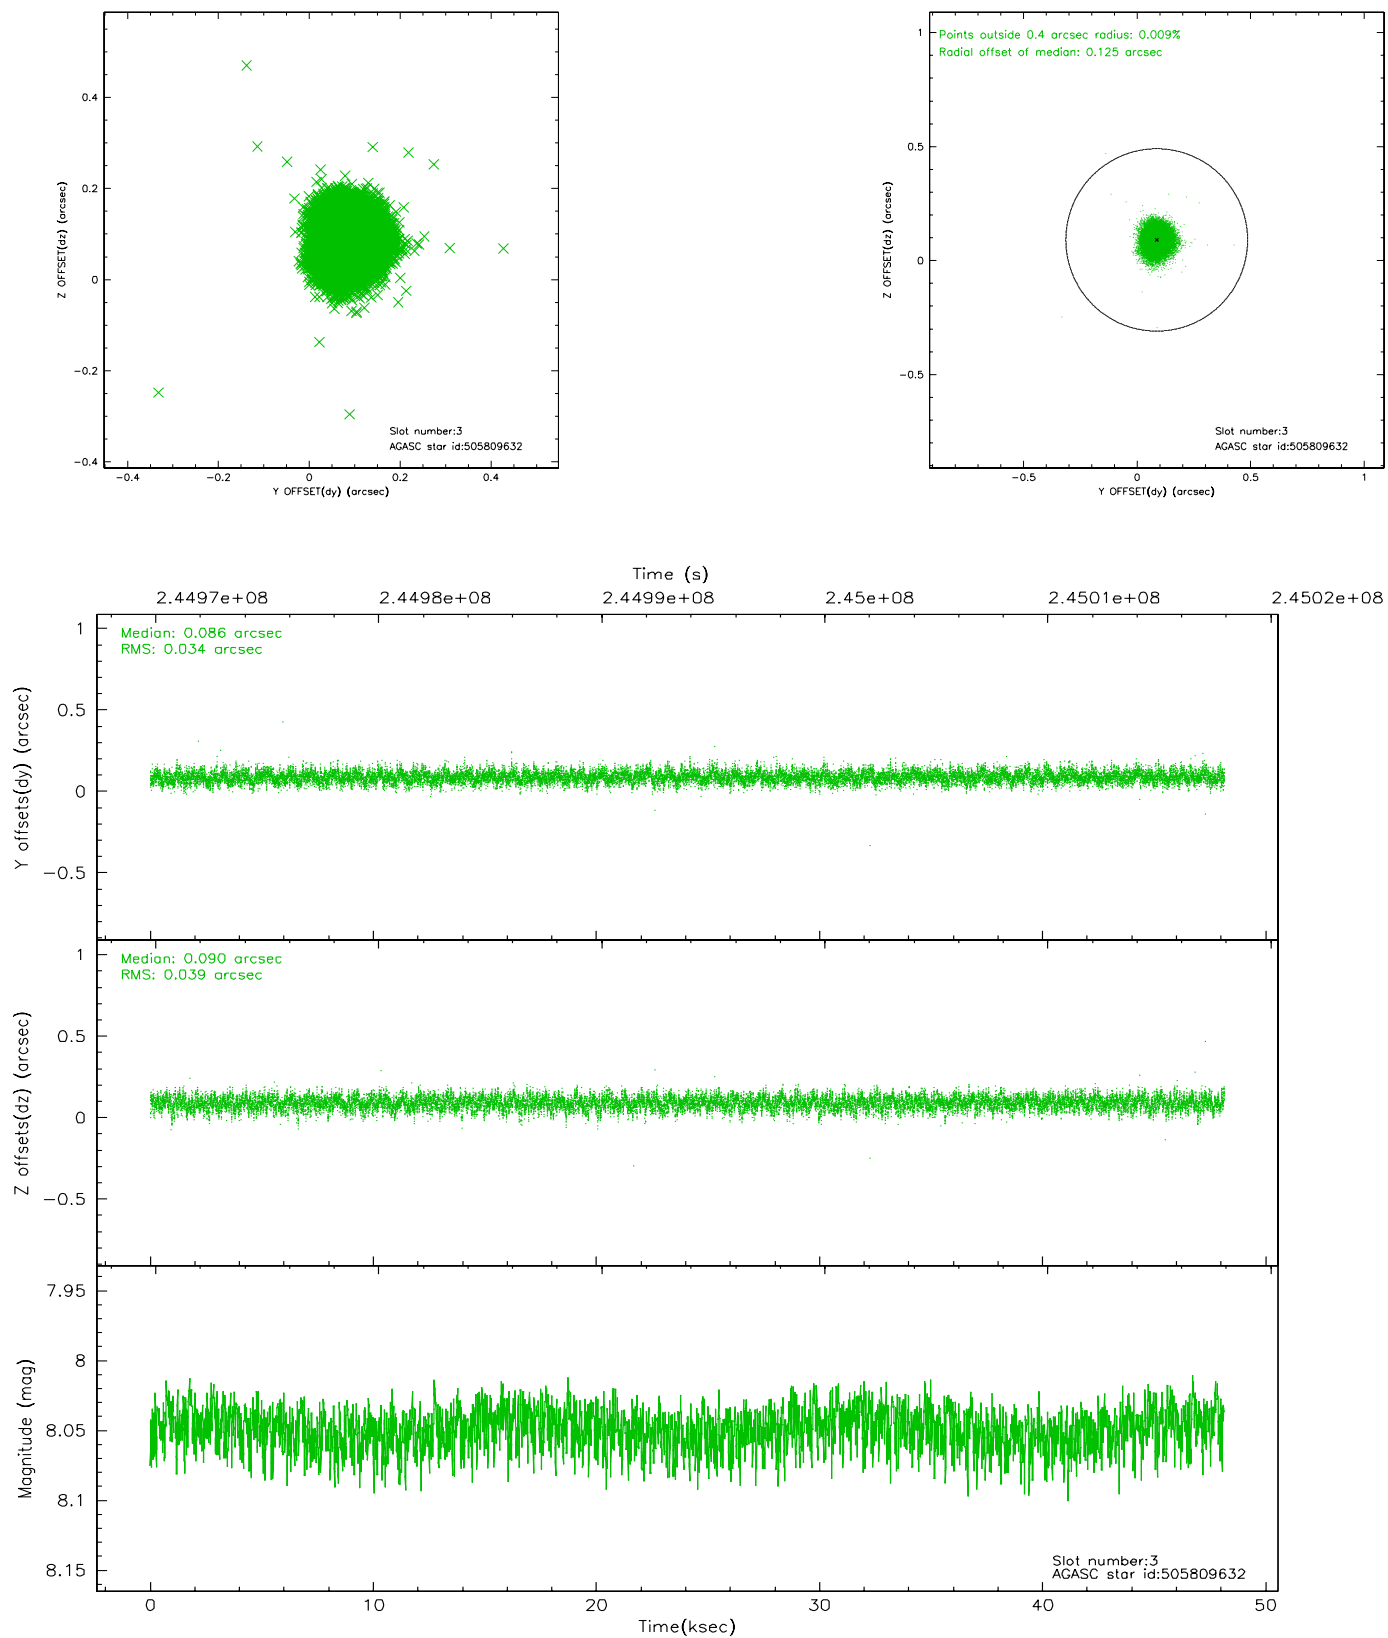 Z OFFSET(dz) (arcsec)
0.4
0.2
0
−0.2
−0.4
−0.4
−0.2
0
0.2
0.4
Y OFFSET(dy) (arcsec)
Slot number:3
AGASC star id:505809632
Points outside 0.4 arcsec radius: 0.009%
Radial offset of median: 0.125 arcsec
Z OFFSET(dz) (arcsec)
1
0.5
0
−0.5
−0.5
0
0.5
1
Y OFFSET(dy) (arcsec)
Slot number:3
AGASC star id:505809632
Time (s)
2.4497e+08
2.4498e+08
2.4499e+08
2.45e+08
2.4501e+08
2.4502e+08
Median: 0.086 arcsec
RMS: 0.034 arcsec
Y offsets(dy) (arcsec)
1
0.5
0
−0.5
Median: 0.090 arcsec
RMS: 0.039 arcsec
Z offsets(dz) (arcsec)
1
0.5
0
−0.5
Magnitude (mag)
7.95
8
8.05
8.1
8.15
Slot number:3
AGASC star id:505809632
0
10
20
30
40
50
Time(ksec)